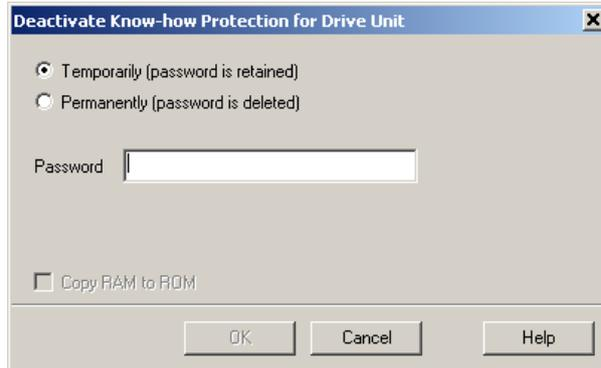 Deactivate Know-how Protection for Drive Unit
Temporarily (password is retained)
Permanently (password is deleted)
Password
Copy RAM to ROM
OK Cancel Help